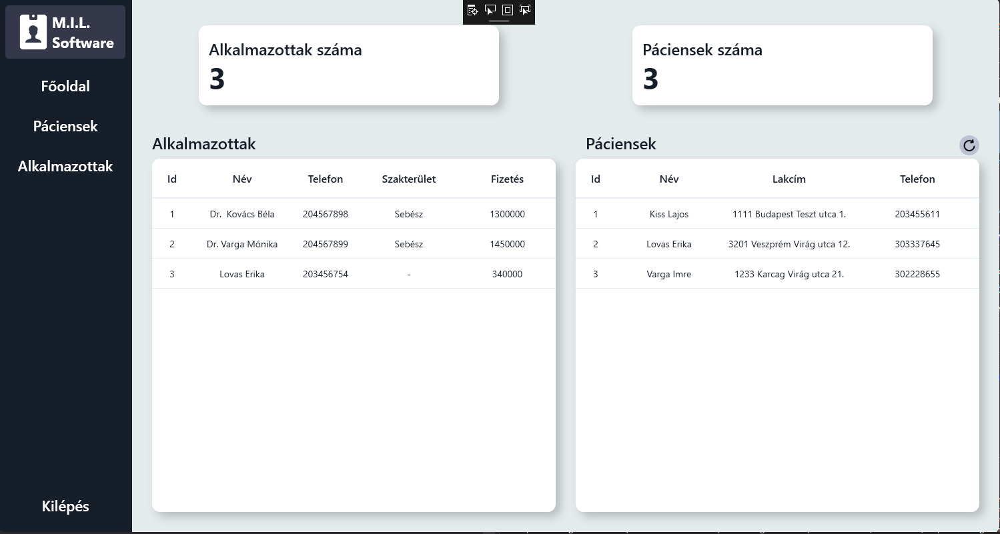 M.I.L.
Software
Főoldal
Páciensek
Alkalmazottak
Kilépés
Alkalmazottak száma
3
Páciensek száma
3
Alkalmazottak
Id Név Telefon Szakterület Fizetés
1 Dr.  Kovács Béla 204567898 Sebész 1300000
2 Dr. Varga Mónika 204567899 Sebész 1450000
3 Lovas Erika 203456754 - 340000
Páciensek
Id Név Lakcím Telefon
1 Kiss Lajos 1111 Budapest Teszt utca 1. 203455611
2 Lovas Erika 3201 Veszprém Virág utca 12. 303337645
3 Varga Imre 1233 Karcag Virág utca 21. 302228655